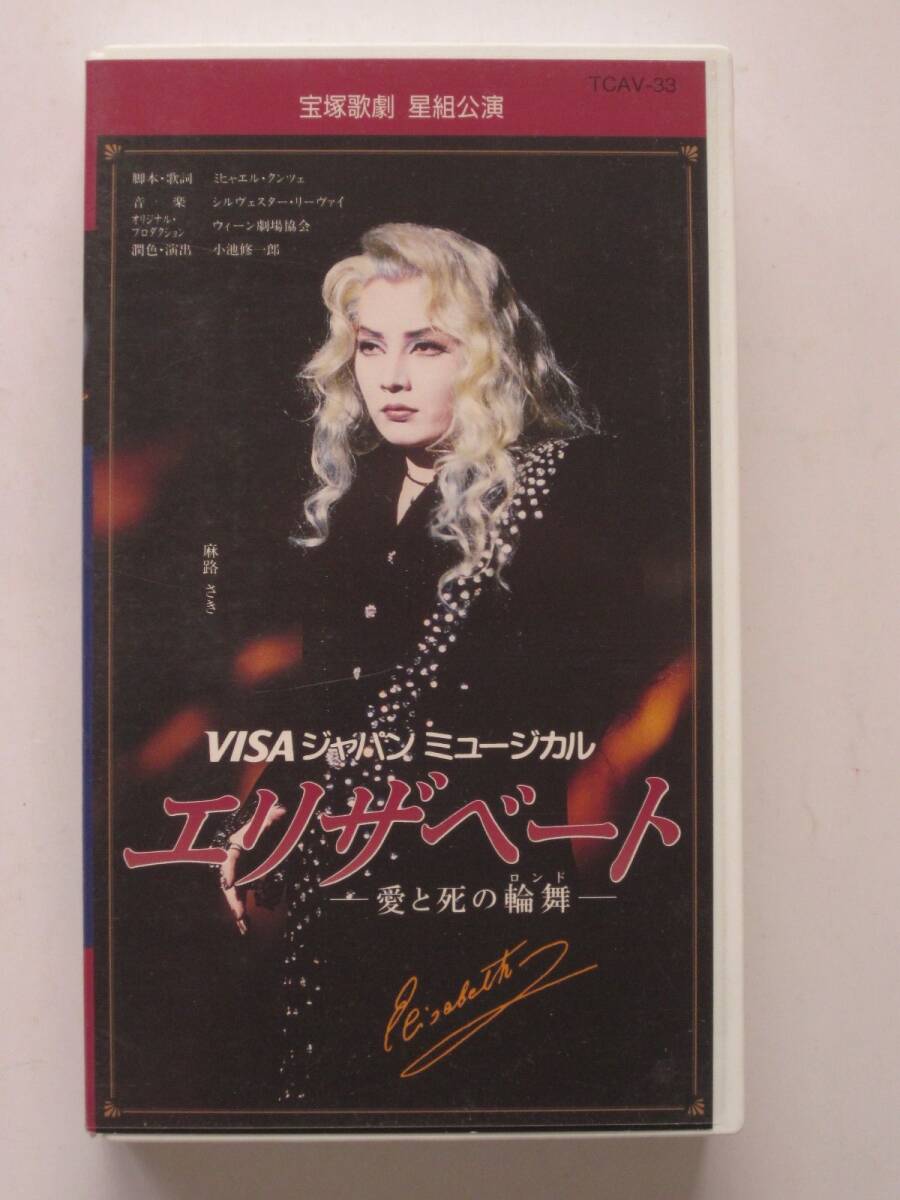 TCAV-33
宝塚歌劇 星組公演
脚本・歌詞 ミヒャエル・クンツェ
音 楽 シルヴェスター・リーヴァイ
オリジナル・プロダクション ウィーン劇場協会
潤色・演出 小池修一郎
麻路 さき
VISAジャパン ミュージカル
エリザベート
ロンド
―愛と死の輪舞―
Elisabeth